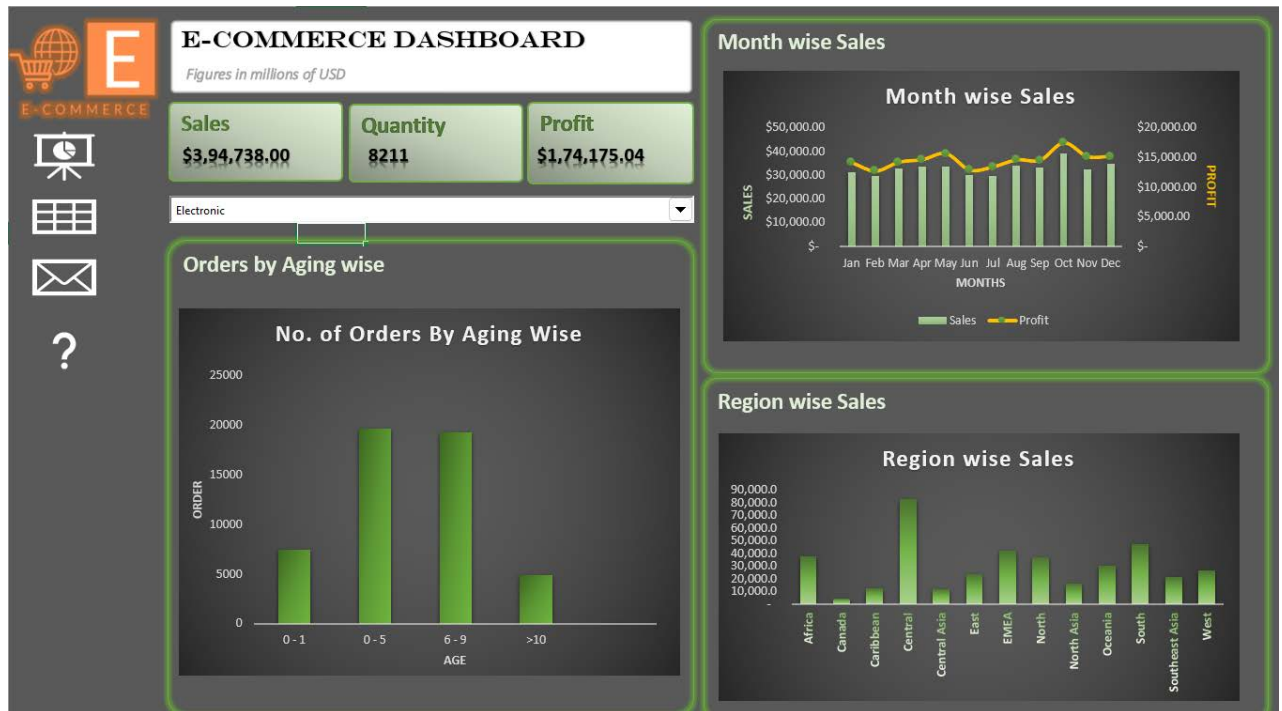 E
E-COMMERCE
E-COMMERCE DASHBOARD
Figures in millions of USD
Sales
$3,94,738.00
Quantity
8211
Profit
$1,74,175.04
Electronic
Orders by Aging wise
No. of Orders By Aging Wise
25000
20000
15000
10000
5000
0
ORDER
0 - 1 0 - 5 6 - 9 >10
AGE
Month wise Sales
Month wise Sales
$50,000.00
$40,000.00
$30,000.00
$20,000.00
$10,000.00
$-
SALES
$20,000.00
$15,000.00
$10,000.00
$5,000.00
$-
PROFIT
Jan Feb Mar Apr May Jun Jul Aug Sep Oct Nov Dec
MONTHS
Sales Profit
Region wise Sales
Region wise Sales
90,000.0
80,000.0
70,000.0
60,000.0
50,000.0
40,000.0
30,000.0
20,000.0
10,000.0
-
Africa
Canada
Caribbean
Central
Central Asia
East
EMEA
North
North Asia
Oceania
South
Southeast Asia
West
?